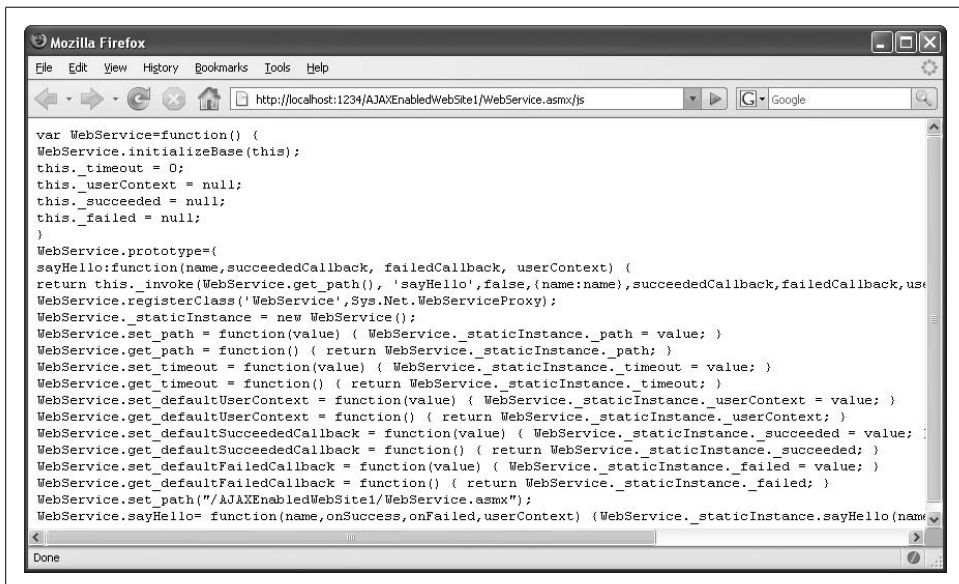 Mozilla Firefox
File Edit View History Bookmarks Tools Help
http://localhost:1234/AJAXEnabledWebSite1/WebService.asmx/js
G Google
var WebService=function() {
WebService.initializeBase(this);
this._timeout = 0;
this._userContext = null;
this._succeeded = null;
this._failed = null;
}
WebService.prototype={
sayHello:function(name,succeededCallback, failedCallback, userContext) {
return this._invoke(WebService.get_path(), 'sayHello',false,{name:name},succeededCallback,failedCallback,use
WebService.registerClass('WebService',Sys.Net.WebServiceProxy);
WebService._staticInstance = new WebService();
WebService.set_path = function(value) { WebService._staticInstance._path = value; }
WebService.get_path = function() { return WebService._staticInstance._path; }
WebService.set_timeout = function(value) { WebService._staticInstance._timeout = value; }
WebService.get_timeout = function() { return WebService._staticInstance._timeout; }
WebService.set_defaultUserContext = function(value) { WebService._staticInstance._userContext = value; }
WebService.get_defaultUserContext = function() { return WebService._staticInstance._userContext; }
WebService.set_defaultSucceededCallback = function(value) { WebService._staticInstance._succeeded = value; }
WebService.get_defaultSucceededCallback = function() { return WebService._staticInstance._succeeded; }
WebService.set_defaultFailedCallback = function(value) { WebService._staticInstance._failed = value; }
WebService.get_defaultFailedCallback = function() { return WebService._staticInstance._failed; }
WebService.set_path("/AJAXEnabledWebSite1/WebService.asmx");
WebService.sayHello= function(name,onSuccess,onFailed,userContext) {WebService._staticInstance.sayHello(name
Done